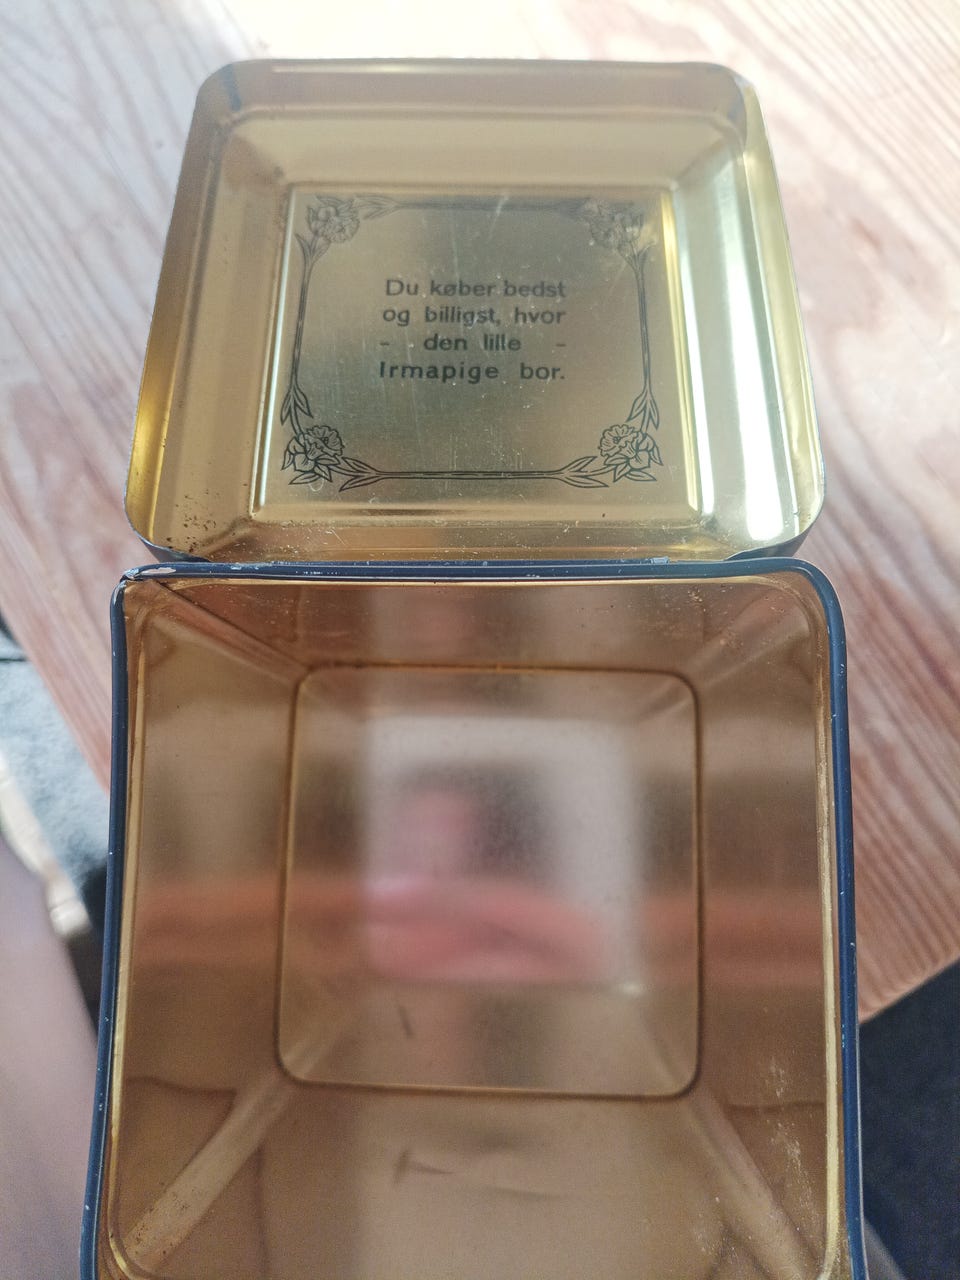 Du køber bedst
og billigst, hvor
- den lille -
Irmapige bor.